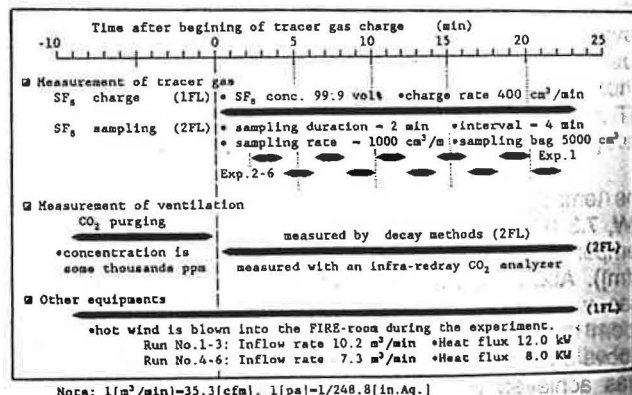 Time after begining of tracer gas charge (min)
-10 0 5 10 15 20 25
Measurement of tracer gas
SF6 charge (1FL) • SF6 conc. 99.9 vol% •charge rate 400 cm³/min
SF6 sampling (2FL) • sampling duration - 2 min •interval - 4 min
• sampling rate - 1000 cm³/m •sampling bag 5000 cm³
Exp.1
Exp.2-6
Measurement of ventilation
CO2 purging
measured by decay methods (2FL)
(2FL)
•concentration is
some thousands ppm
measured with an infra-redray CO2 analyzer
Other equipments
(1FL)
•hot wind is blown into the FIRE-room during the experiment.
Run No.1-3: Inflow rate 10.2 m³/min •Heat flux 12.0 kW
Run No.4-6: Inflow rate 7.3 m³/min •Heat flux 8.0 KW
Note: 1[m³/min]=35.3[cfm], 1[pa]=1/248.8[in.Aq.]